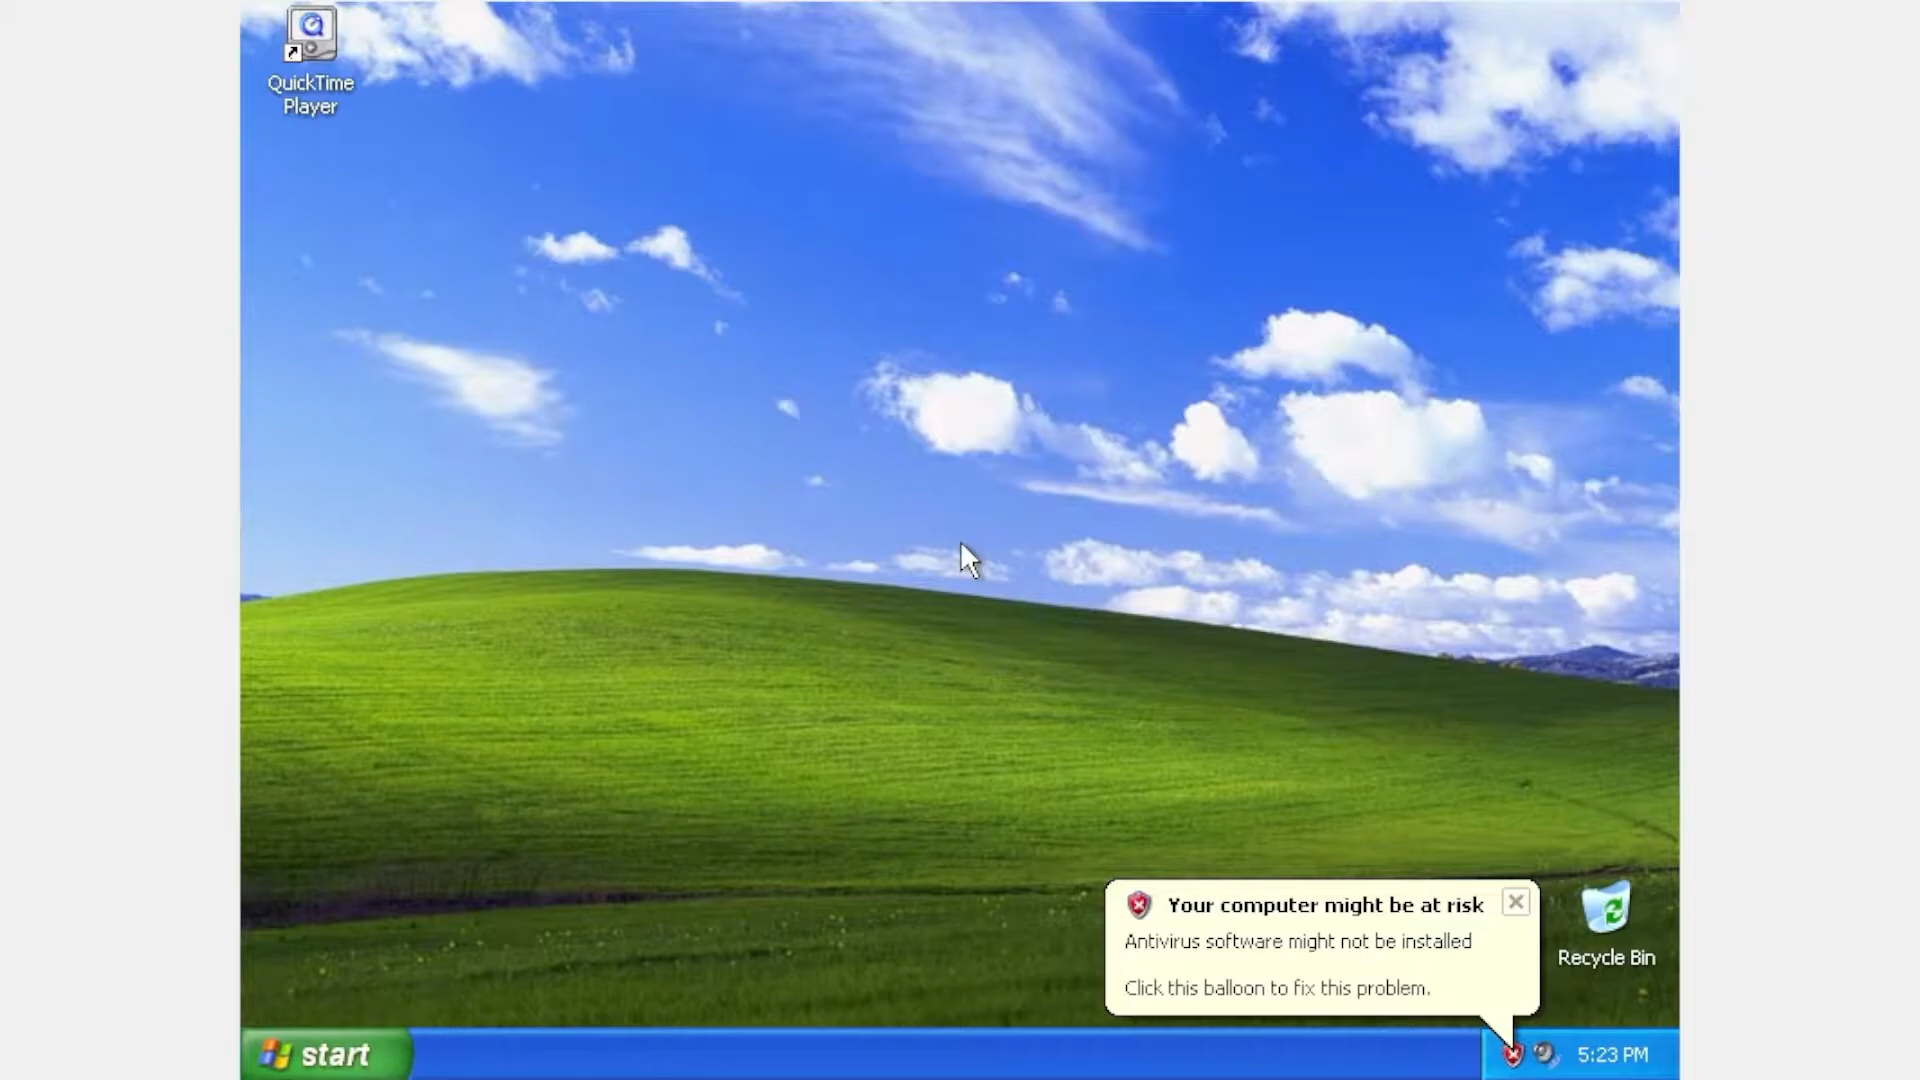 QuickTime
Player
Your computer might be at risk
Antivirus software might not be installed
Click this balloon to fix this problem.
Recycle Bin
start
5:23 PM